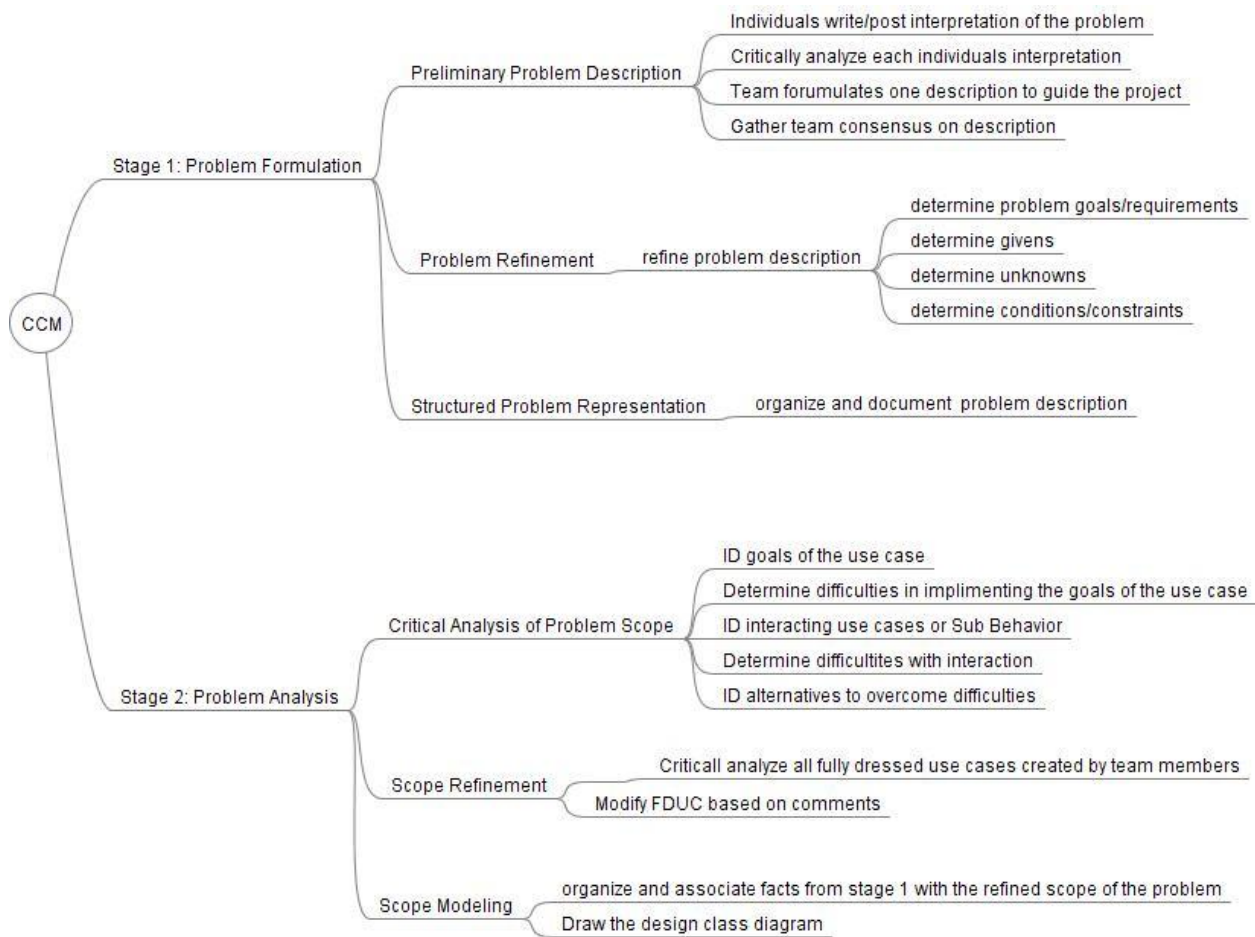 CCM
Stage 1: Problem Formulation
Preliminary Problem Description
Individuals write/post interpretation of the problem
Critically analyze each individuals interpretation
Team forumulates one description to guide the project
Gather team consensus on description
Problem Refinement
refine problem description
determine problem goals/requirements
determine givens
determine unknowns
determine conditions/constraints
Structured Problem Representation
organize and document problem description
Stage 2: Problem Analysis
Critical Analysis of Problem Scope
ID goals of the use case
Determine difficulties in implimenting the goals of the use case
ID interacting use cases or Sub Behavior
Determine difficultites with interaction
ID alternatives to overcome difficulties
Scope Refinement
Criticall analyze all fully dressed use cases created by team members
Modify FDUC based on comments
Scope Modeling
organize and associate facts from stage 1 with the refined scope of the problem
Draw the design class diagram